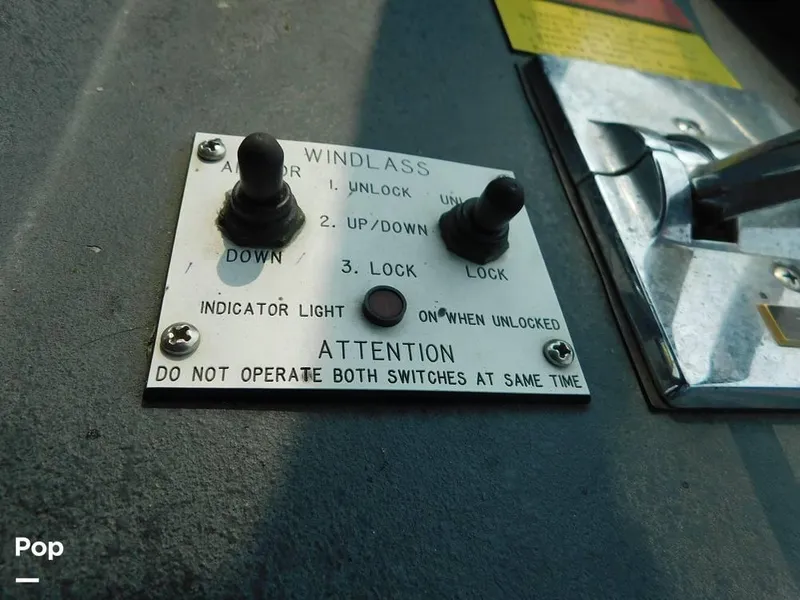 WINDLASS
1. UNLOCK
2. UP/DOWN
DOWN
3. LOCK
LOCK
INDICATOR LIGHT
ON WHEN UNLOCKED
ATTENTION
DO NOT OPERATE BOTH SWITCHES AT SAME TIME
Pop